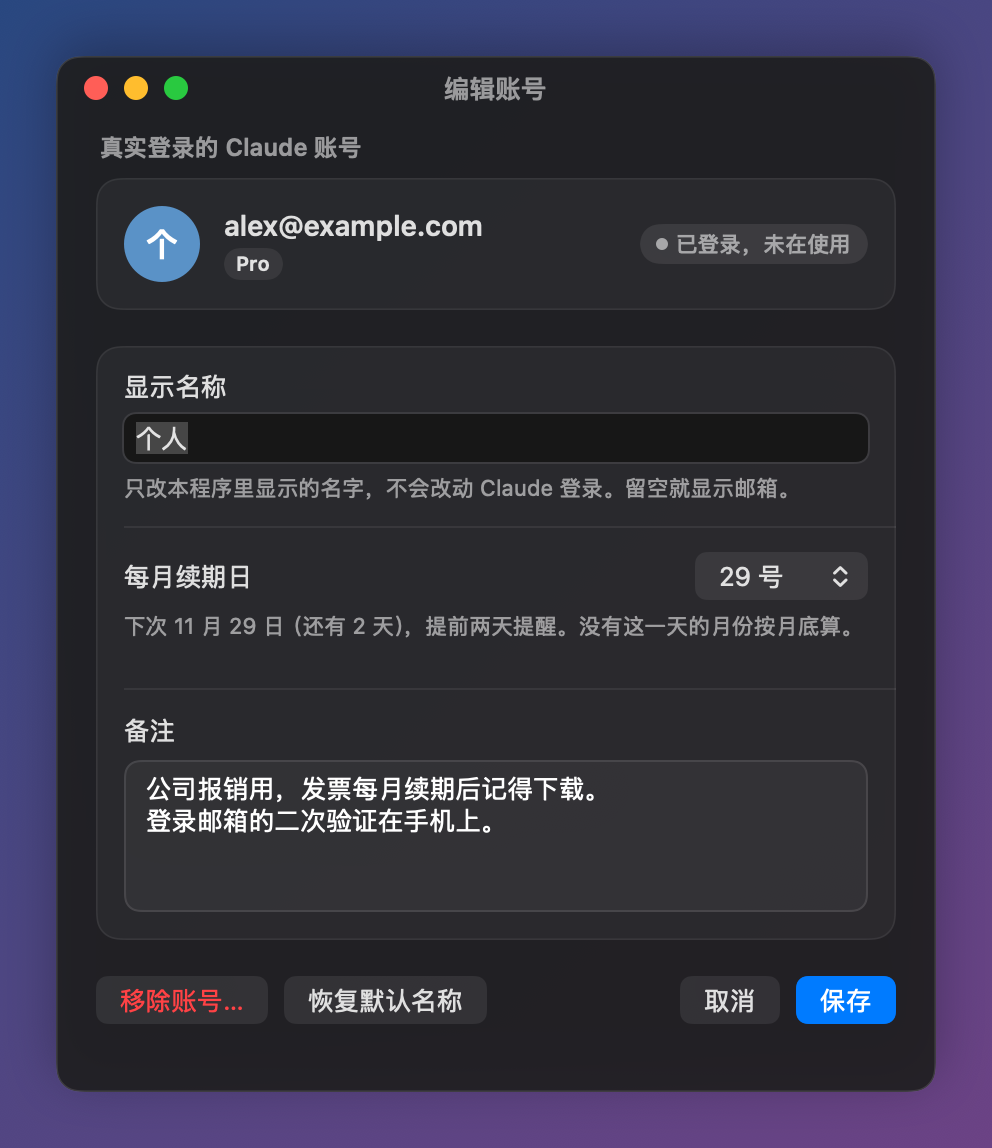 编辑账号
真实登录的 Claude 账号
个
alex@example.com
Pro
已登录，未在使用
显示名称
个人
只改本程序里显示的名字，不会改动 Claude 登录。留空就显示邮箱。
每月续期日
29 号
下次 11 月 29 日 (还有 2 天)，提前两天提醒。没有这一天的月份按月底算。
备注
公司报销用，发票每月续期后记得下载。
登录邮箱的二次验证在手机上。
移除账号...
恢复默认名称
取消
保存